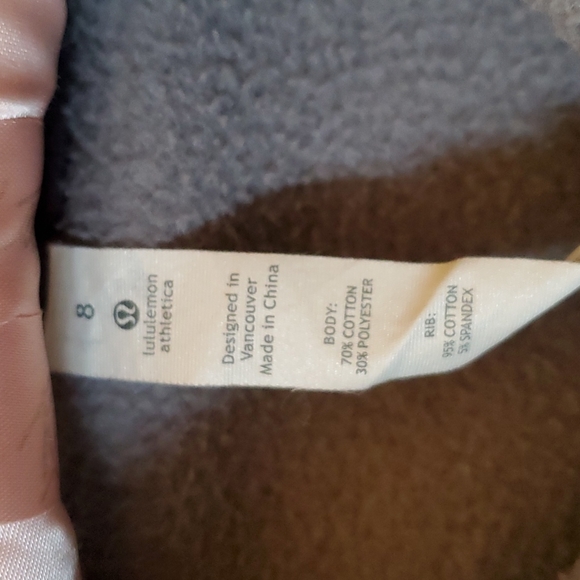 8
lululemon
athletica
Designed in
Vancouver
Made in China
BODY:
70% COTTON
30% POLYESTER
RIB:
95% COTTON
5% SPANDEX